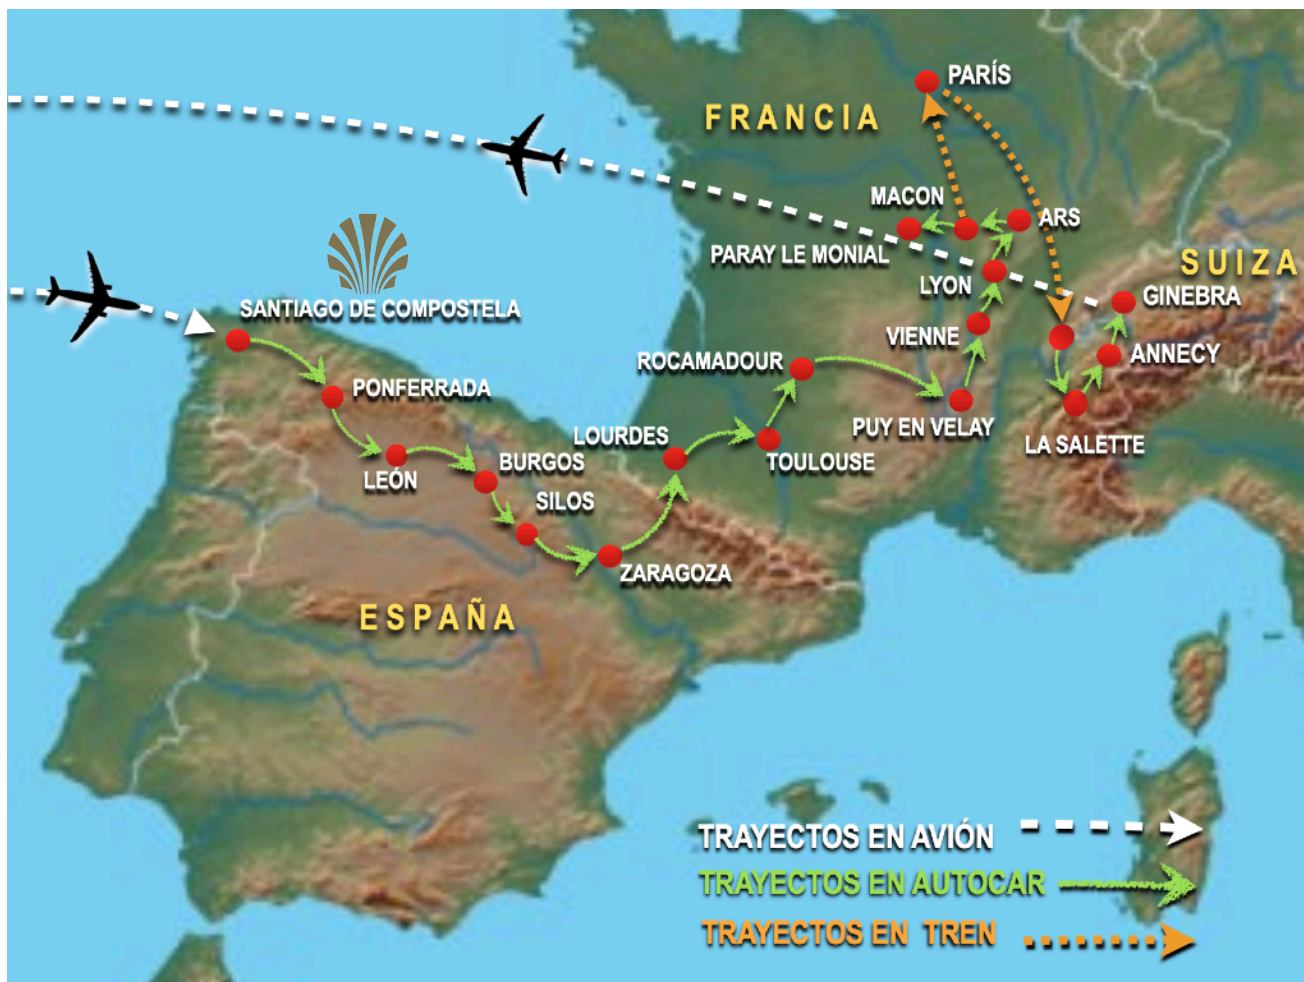 PARÍS
FRANCIA
MACON
ARS
PARAY LE MONIAL
SUIZA
LYON
GINEBRA
SANTIAGO DE COMPOSTELA
VIENNE
ANNECY
ROCAMADOUR
PONFERRADA
PUY EN VELAY
LA SALETTE
LOURDES
TOULOUSE
BURGOS
LEÓN
SILOS
ZARAGOZA
ESPAÑA
TRAYECTOS EN AVIÓN
TRAYECTOS EN AUTOCAR
TRAYECTOS EN TREN